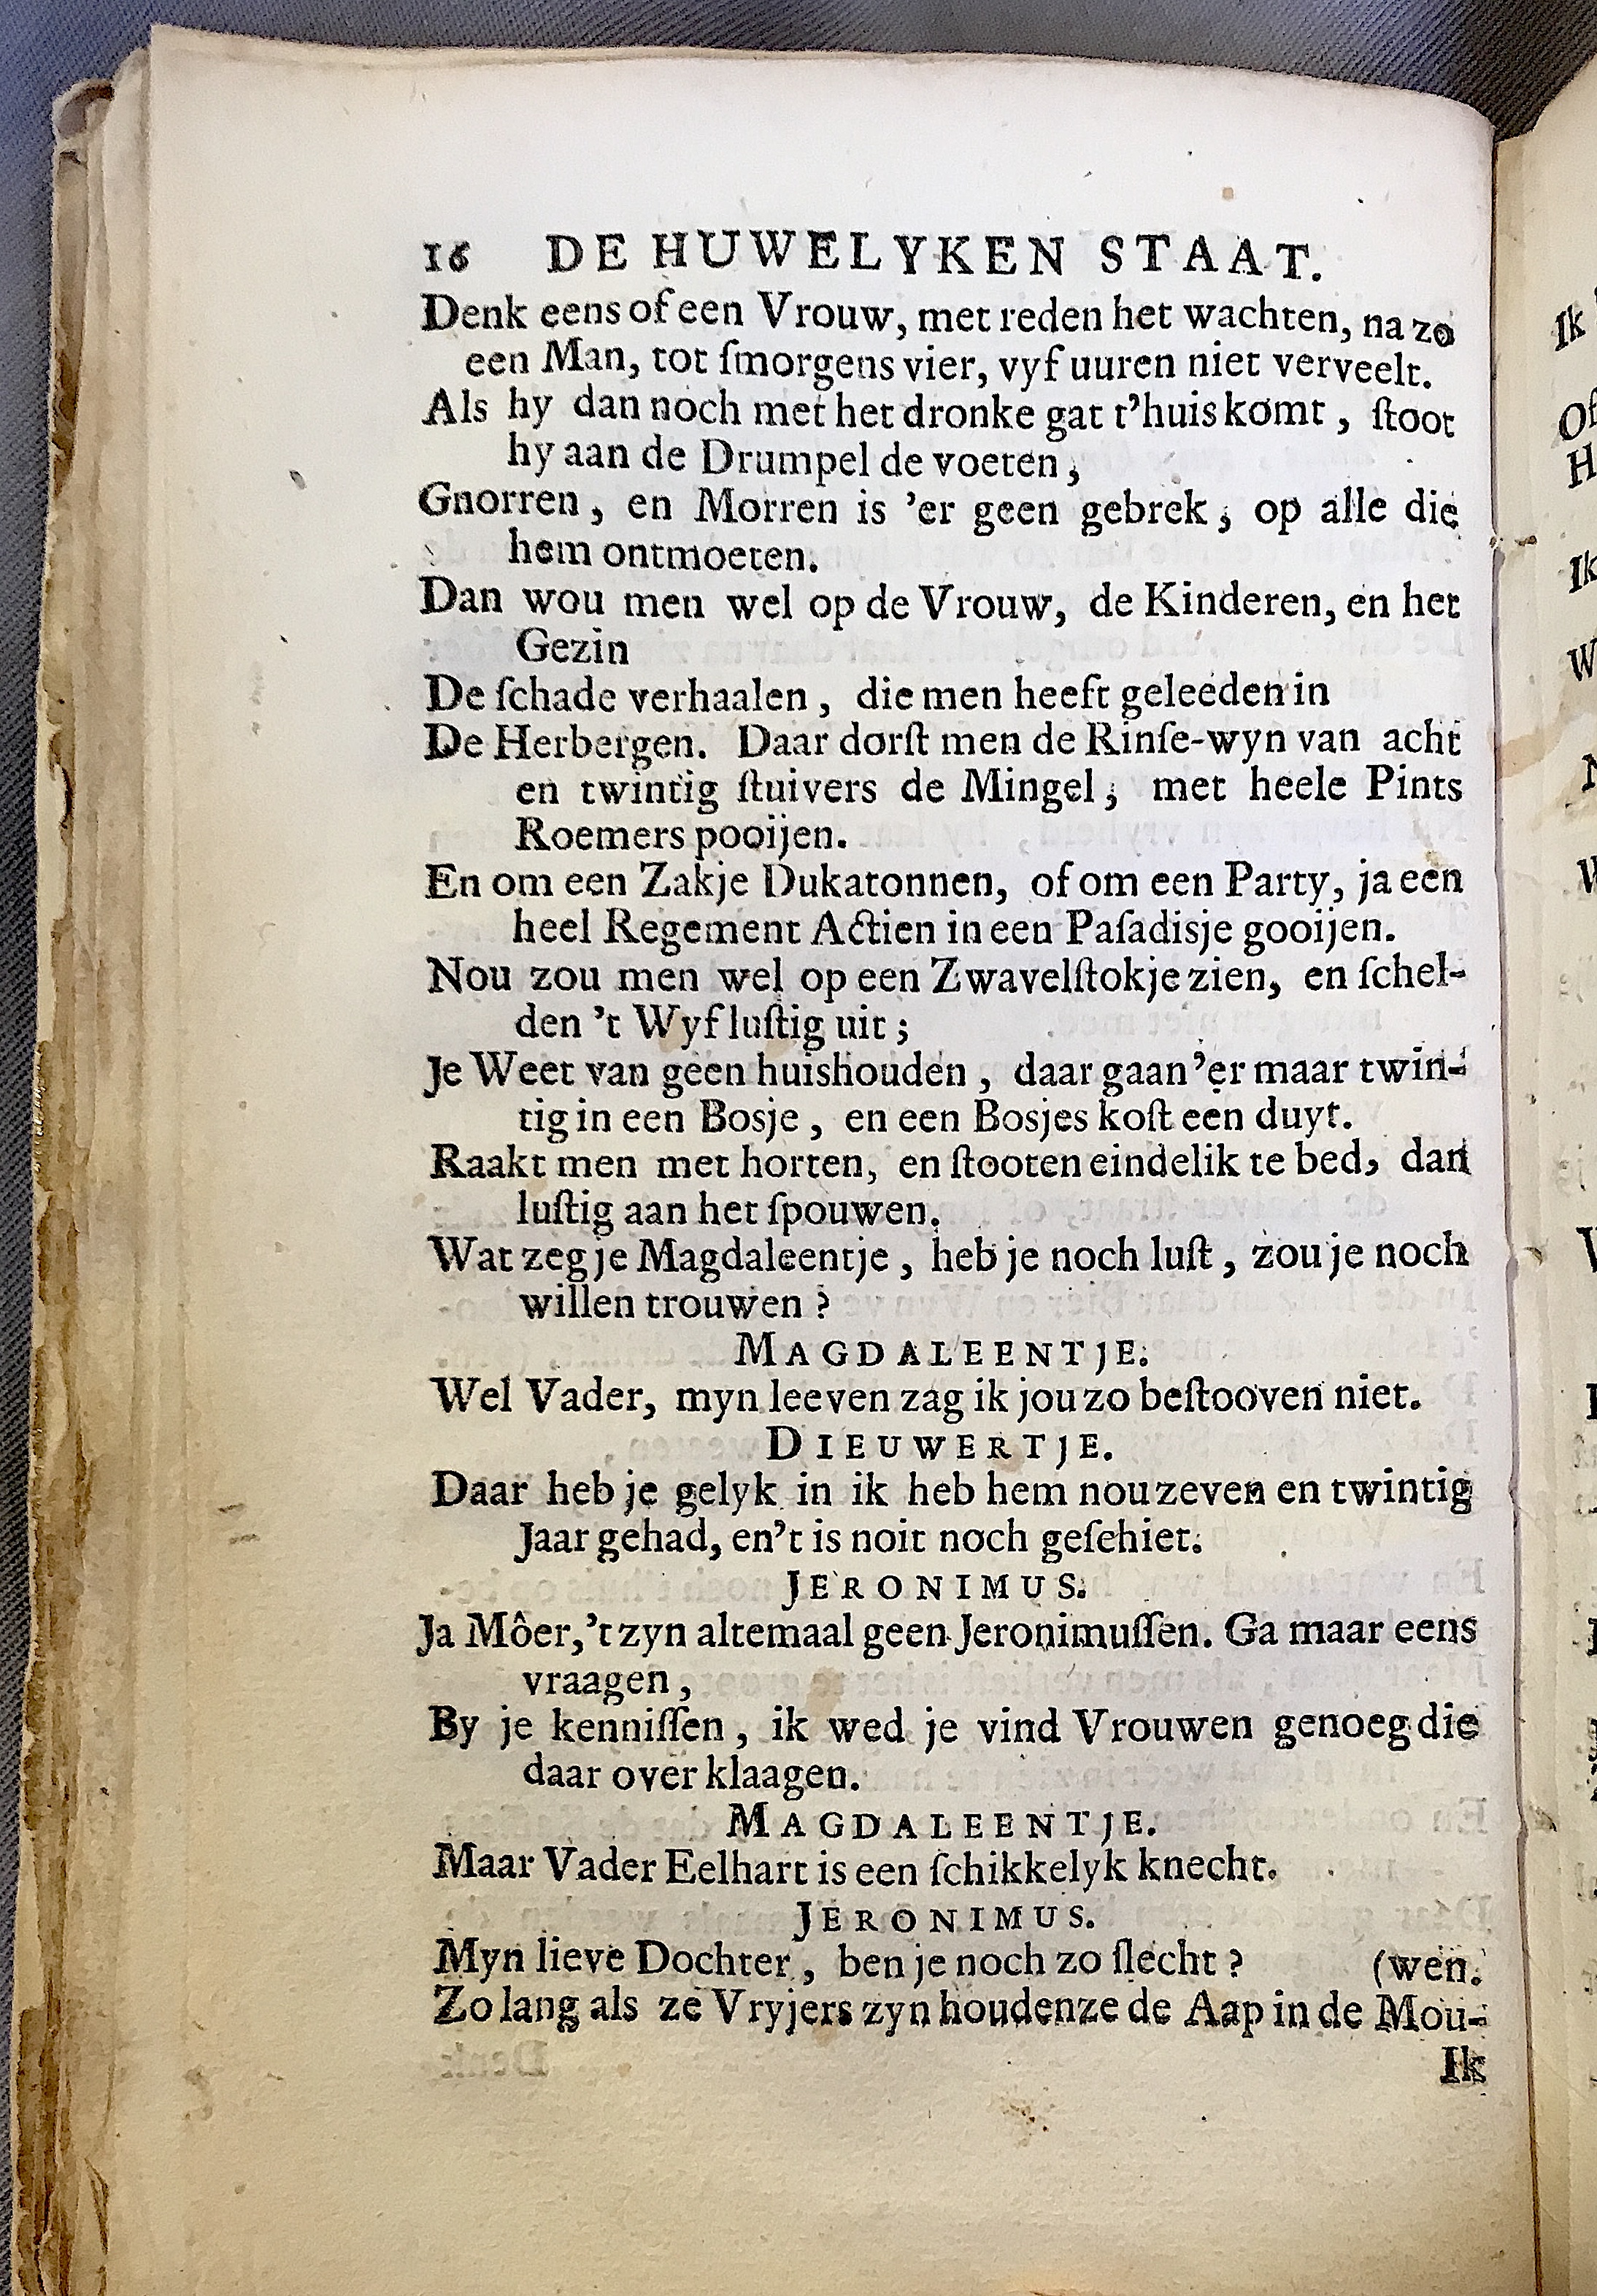 16 DE HUWELYKEN STAAT.
Denk eens of een Vrouw, met reden het wachten, na zo
een Man, tot ſmorgens vier, vyf uuren niet verveelt.
Als hy dan noch met het dronke gat t'huis komt, ſtoot
hy aan de Drumpel de voeten;
Gnorren, en Morren is 'er geen gebrek; op alle die
hem ontmoeten.
Dan wou men wel op de Vrouw, de Kinderen, en het
Gezin
De ſchade verhaalen, die men heeft geleeden in
De Herbergen. Daar dorſt men de Rinſe-wyn van acht
en twintig ſtuivers de Mingel; met heele Pints
Roemers pooijen.
En om een Zakje Dukatonnen, of om een Party, ja een
heel Regement Actien in een Paſadisje gooijen.
Nou zou men wel op een Zwavelſtokje zien, en ſchel-
den 't Wyf luſtig uit;
Je Weet van geen huishouden, daar gaan 'er maar twin-
tig in een Bosje, en een Bosjes koſt een duyt.
Raakt men met horten, en ſtooten eindelik te bed, dan
luſtig aan het ſpouwen.
Wat zeg je Magdaleentje, heb je noch luſt, zou je noch
willen trouwen?
MAGDALEENTJE.
Wel Vader, myn leeven zag ik jou zo beſtooven niet.
DIEUWERTJE.
Daar heb je gelyk in ik heb hem nou zeven en twintig
Jaar gehad, en 't is noit noch geſchiet.
JERONIMUS.
Ja Môer, 't zyn altemaal geen Jeronimuſſen. Ga maar eens
vraagen,
By je kenniſſen, ik wed je vind Vrouwen genoeg die
daar over klaagen.
MAGDALEENTJE.
Maar Vader Eelhart is een ſchikkelyk knecht.
JERONIMUS.
Myn lieve Dochter, ben je noch zo ſlecht? (wen.
Zo lang als ze Vryjers zyn houdenze de Aap in de Mou-
Ik